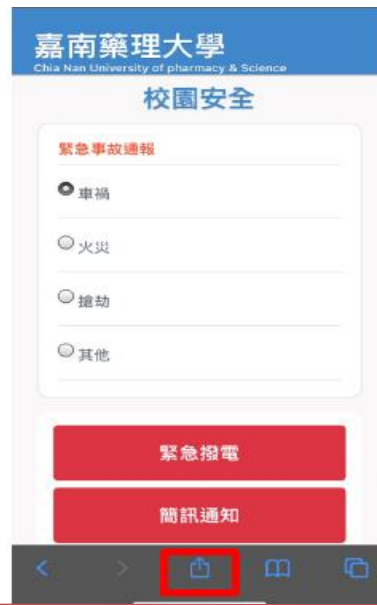 嘉南藥理大學
Chia Nan University of pharmacy & Science
校園安全
緊急事故通報
車禍
火災
搶劫
其他
緊急撥電
簡訊通知